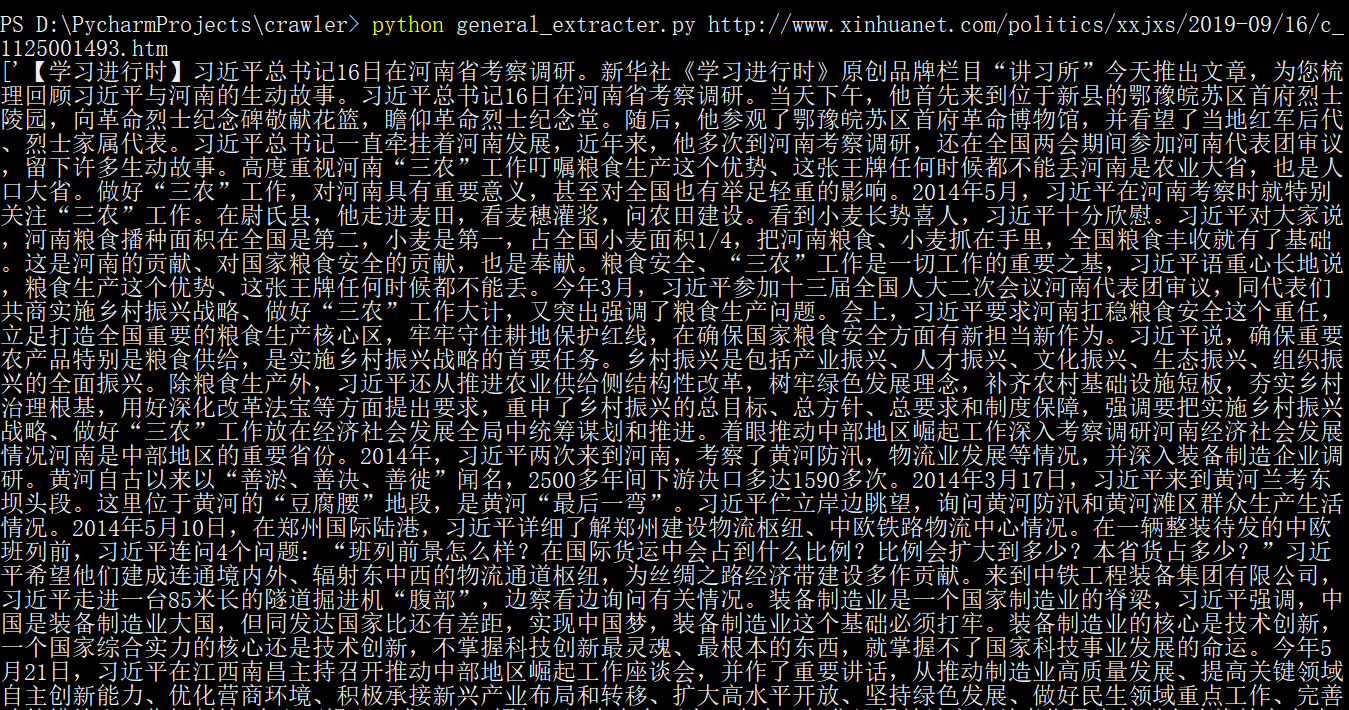 PS D:\PycharmProjects\crawler> python general_extracter.py http://www.xinhuanet.com/politics/xxjxs/2019-09/16/c_
1125001493.htm
['【学习进行时】习近平总书记16日在河南省考察调研。新华社《学习进行时》原创品牌栏目“讲习所”今天推出文章，为您梳
理回顾习近平与河南的生动故事。习近平总书记16日在河南省考察调研。当天下午，他首先来到位于新县的鄂豫皖苏区首府烈士
陵园，向革命烈士纪念碑敬献花篮，瞻仰革命烈士纪念堂。随后，他参观了鄂豫皖苏区首府革命博物馆，并看望了当地红军后代
、烈士家属代表。习近平总书记一直牵挂着河南发展，近年来，他多次到河南考察调研，还在全国两会期间参加河南代表团审议
，留下许多生动故事。高度重视河南“三农”工作叮嘱粮食生产这个优势、这张王牌任何时候都不能丢河南是农业大省，也是人
口大省。做好“三农”工作，对河南具有重要意义，甚至对全国也有举足轻重的影响。2014年5月，习近平在河南考察时就特别
关注“三农”工作。在尉氏县，他走进麦田，看麦穗灌浆，问农田建设。看到小麦长势喜人，习近平十分欣慰。习近平对大家说
，河南粮食播种面积在全国是第二，小麦是第一，占全国小麦面积1/4，把河南粮食、小麦抓在手里，全国粮食丰收就有了基础
。这是河南的贡献、对国家粮食安全的贡献，也是奉献。粮食安全、“三农”工作是一切工作的重要之基，习近平语重心长地说
，粮食生产这个优势、这张王牌任何时候都不能丢。今年3月，习近平参加十三届全国人大二次会议河南代表团审议，同代表们
共商实施乡村振兴战略、做好“三农”工作大计，又突出强调了粮食生产问题。会上，习近平要求河南扛稳粮食安全这个重任，
立足打造全国重要的粮食生产核心区，牢牢守住耕地保护红线，在确保国家粮食安全方面有新担当新作为。习近平说，确保重要
农产品特别是粮食供给，是实施乡村振兴战略的首要任务。乡村振兴是包括产业振兴、人才振兴、文化振兴、生态振兴、组织振
兴的全面振兴。除粮食生产外，习近平还从推进农业供给侧结构性改革，树牢绿色发展理念，补齐农村基础设施短板，夯实乡村
治理根基，用好深化改革法宝等方面提出要求，重申了乡村振兴的总目标、总方针、总要求和制度保障，强调要把实施乡村振兴
战略、做好“三农”工作放在经济社会发展全局中统筹谋划和推进。着眼推动中部地区崛起工作深入考察调研河南经济社会发展
情况河南是中部地区的重要省份。2014年，习近平两次来到河南，考察了黄河防汛，物流业发展等情况，并深入装备制造企业调
研。黄河自古以来以“善淤、善决、善徙”闻名，2500多年间下游决口多达1590多次。2014年3月17日，习近平来到黄河兰考东
坝头段。这里位于黄河的“豆腐腰”地段，是黄河“最后一弯”。习近平伫立岸边眺望，询问黄河防汛和黄河滩区群众生产生活
情况。2014年5月10日，在郑州国际陆港，习近平详细了解郑州建设物流枢纽、中欧铁路物流中心情况。在一辆整装待发的中欧
班列前，习近平连问4个问题：“班列前景怎么样？在国际货运中会占到什么比例？比例会扩大到多少？本省货占多少？”习近
平希望他们建成连通境内外、辐射东中西的物流通道枢纽，为丝绸之路经济带建设多作贡献。来到中铁工程装备集团有限公司，
习近平走进一台85米长的隧道掘进机“腹部”，边察看边询问有关情况。装备制造业是一个国家制造业的脊梁，习近平强调，中
国是装备制造业大国，但同发达国家比还有差距，实现中国梦，装备制造业这个基础必须打牢。装备制造业的核心是技术创新，
一个国家综合实力的核心还是技术创新，不掌握科技创新最灵魂、最根本的东西，就掌握不了国家科技事业发展的命运。今年5
月21日，习近平在江西南昌主持召开推动中部地区崛起工作座谈会，并作了重要讲话，从推动制造业高质量发展、提高关键领域
自主创新能力、优化营商环境、积极承接新兴产业布局和转移、扩大高水平开放、坚持绿色发展、做好民生领域重点工作、完善